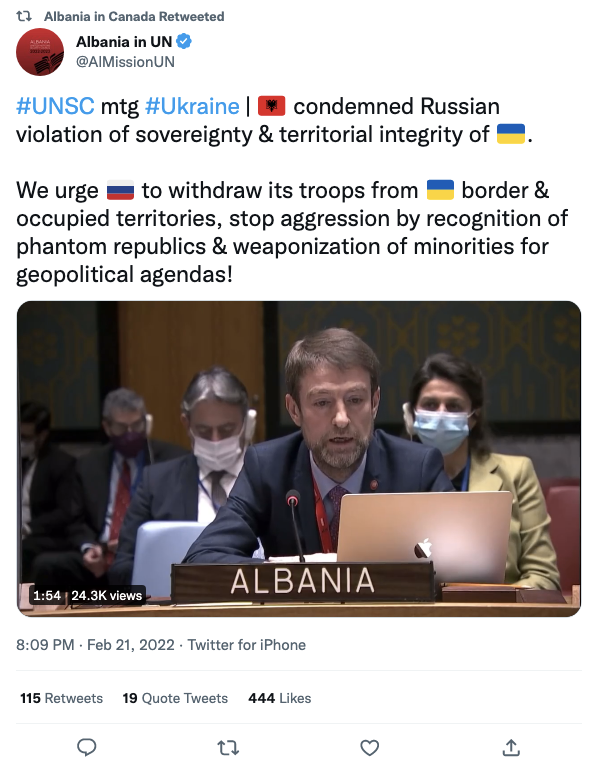 Albania in Canada Retweeted
Albania in UN
@AlMissionUN
#UNSC mtg #Ukraine | 🇦🇱 condemned Russian
violation of sovereignty & territorial integrity of 🇺🇦.
We urge 🇷🇺 to withdraw its troops from 🇺🇦 border &
occupied territories, stop aggression by recognition of
phantom republics & weaponization of minorities for
geopolitical agendas!
ALBANIA
1:54 24.3K views
8:09 PM · Feb 21, 2022 · Twitter for iPhone
115 Retweets 19 Quote Tweets 444 Likes